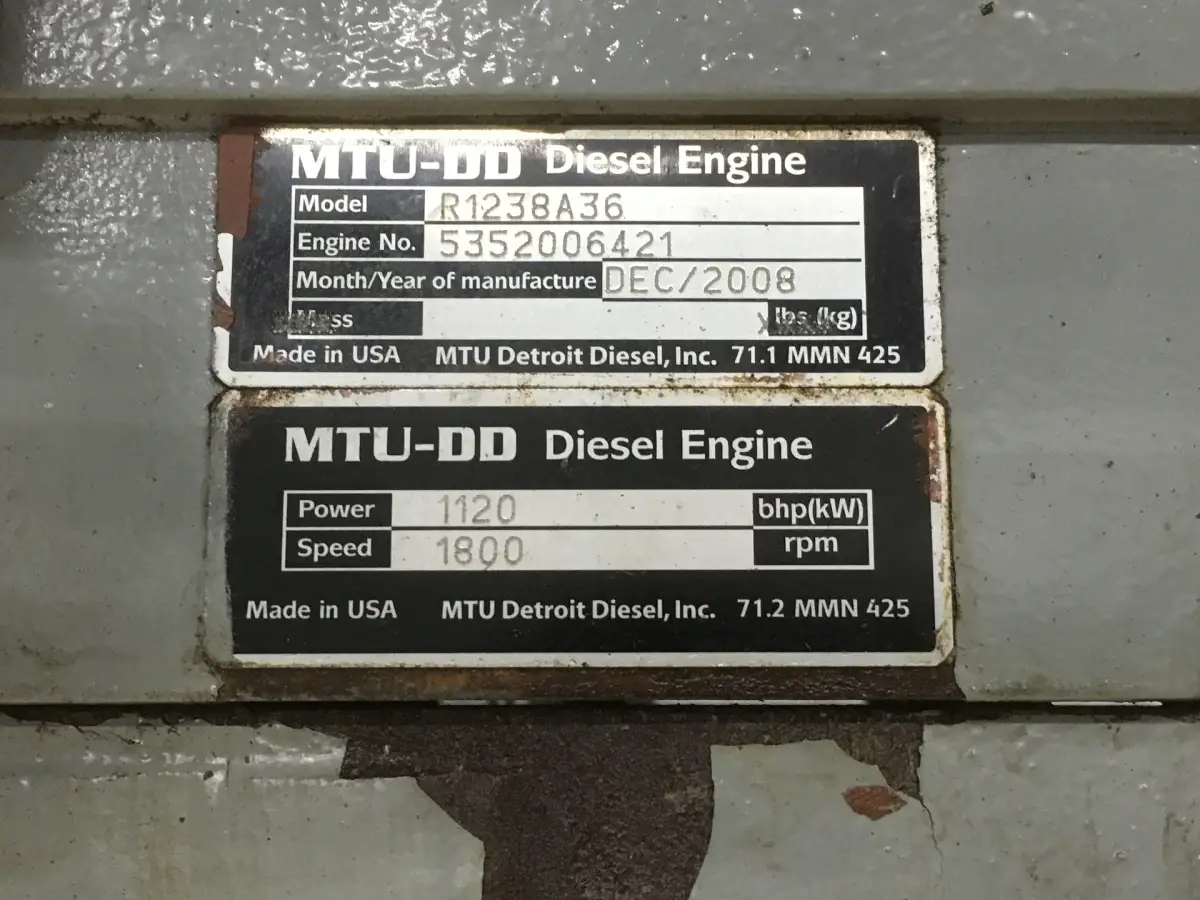 MTU-DD Diesel Engine
Model R1238A36
Engine No. 5352006421
Month/Year of manufacture DEC/2008
Mass lbs (kg)
Made in USA MTU Detroit Diesel, Inc. 71.1 MMN 425
MTU-DD Diesel Engine
Power 1120 bhp(kW)
Speed 1800 rpm
Made in USA MTU Detroit Diesel, Inc. 71.2 MMN 425